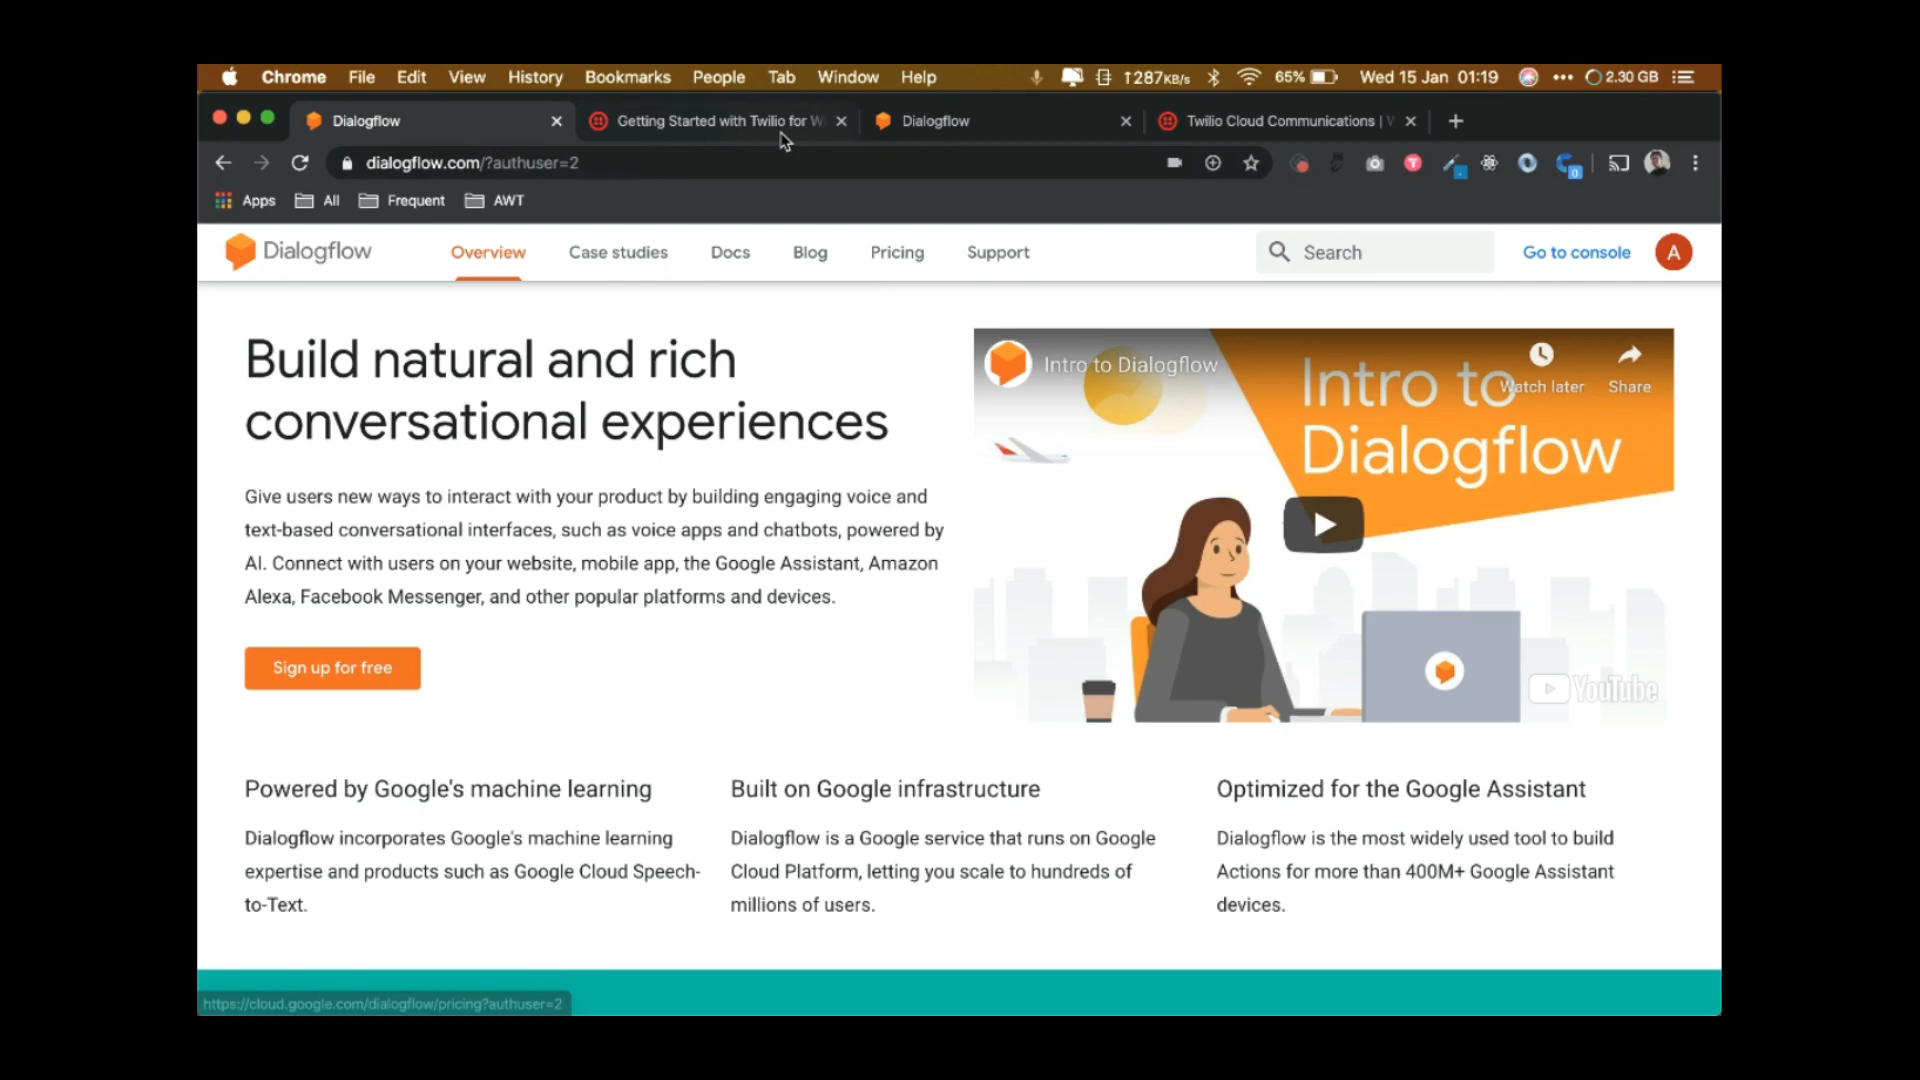 Chrome File Edit View History Bookmarks People Tab Window Help 287KB/s 65% Wed 15 Jan 01:19 2.30 GB
Dialogflow Getting Started with Twilio for W Dialogflow Twilio Cloud Communications |
dialogflow.com/?authuser=2
Apps All Frequent AWT
Dialogflow Overview Case studies Docs Blog Pricing Support Search Go to console A
Build natural and rich
conversational experiences
Give users new ways to interact with your product by building engaging voice and
text-based conversational interfaces, such as voice apps and chatbots, powered by
AI. Connect with users on your website, mobile app, the Google Assistant, Amazon
Alexa, Facebook Messenger, and other popular platforms and devices.
Sign up for free
Intro to Dialogflow
Watch later Share
Intro to
Dialogflow
YouTube
Powered by Google's machine learning
Dialogflow incorporates Google's machine learning
expertise and products such as Google Cloud Speech-
to-Text.
Built on Google infrastructure
Dialogflow is a Google service that runs on Google
Cloud Platform, letting you scale to hundreds of
millions of users.
Optimized for the Google Assistant
Dialogflow is the most widely used tool to build
Actions for more than 400M+ Google Assistant
devices.
https://cloud.google.com/dialogflow/pricing?authuser=2